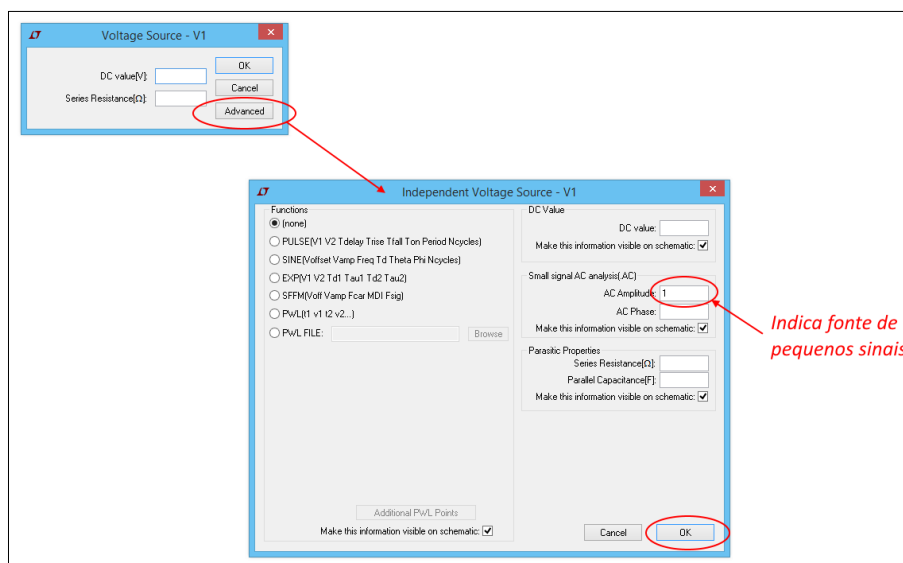 Voltage Source - V1
DC value[V]:
OK
Cancel
Series Resistance[Ω]:
Advanced
Independent Voltage Source - V1
Functions
(none)
PULSE(V1 V2 Tdelay Trise Tfall Ton Period Ncycles)
SINE(Voffset Vamp Freq Td Theta Phi Ncycles)
EXP(V1 V2 Td1 Tau1 Td2 Tau2)
SFFM(Voff Vamp Fcar MDI Fsig)
PWL(t1 v1 t2 v2...)
PWL FILE:
Browse
Additional PWL Points
Make this information visible on schematic:
DC Value
DC value:
Make this information visible on schematic:
Small signal AC analysis(.AC)
AC Amplitude: 1
AC Phase:
Make this information visible on schematic:
Parasitic Properties
Series Resistance[Ω]:
Parallel Capacitance[F]:
Make this information visible on schematic:
Cancel
OK
Indica fonte de
pequenos sinais